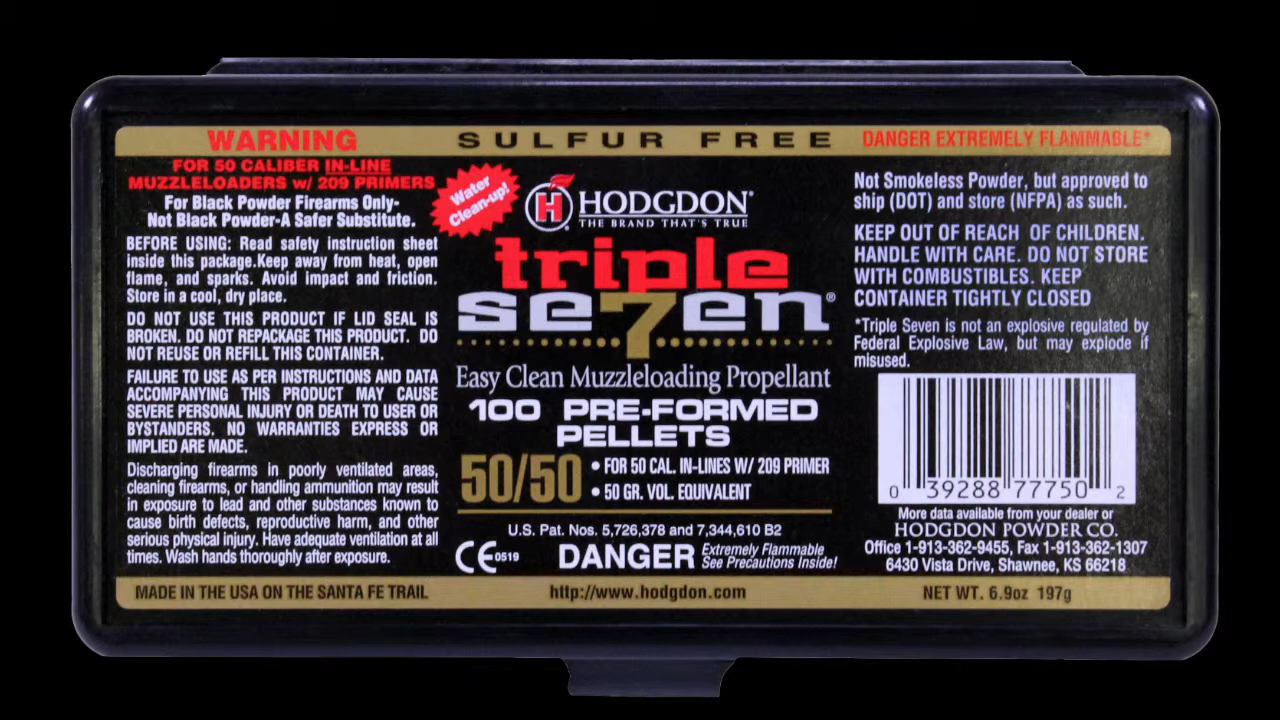 WARNING
SULFUR FREE
DANGER EXTREMELY FLAMMABLE*
FOR 50 CALIBER IN-LINE
MUZZLELOADERS w/ 209 PRIMERS
For Black Powder Firearms Only-
Not Black Powder-A Safer Substitute.
BEFORE USING: Read safety instruction sheet
inside this package.Keep away from heat, open
flame, and sparks. Avoid impact and friction.
Store in a cool, dry place.
DO NOT USE THIS PRODUCT IF LID SEAL IS
BROKEN. DO NOT REPACKAGE THIS PRODUCT. DO
NOT REUSE OR REFILL THIS CONTAINER.
FAILURE TO USE AS PER INSTRUCTIONS AND DATA
ACCOMPANYING THIS PRODUCT MAY CAUSE
SEVERE PERSONAL INJURY OR DEATH TO USER OR
BYSTANDERS. NO WARRANTIES EXPRESS OR
IMPLIED ARE MADE.
Discharging firearms in poorly ventilated areas,
cleaning firearms, or handling ammunition may result
in exposure to lead and other substances known to
cause birth defects, reproductive harm, and other
serious physical injury. Have adequate ventilation at all
times. Wash hands thoroughly after exposure.
Water
Clean-up!
H HODGDON®
THE BRAND THAT'S TRUE
triple
se7en®
Easy Clean Muzzleloading Propellant
100 PRE-FORMED
PELLETS
50/50
• FOR 50 CAL. IN-LINES W/ 209 PRIMER
• 50 GR. VOL. EQUIVALENT
U.S. Pat. Nos. 5,726,378 and 7,344,610 B2
CE0519 DANGER
Extremely Flammable
See Precautions Inside!
Not Smokeless Powder, but approved to
ship (DOT) and store (NFPA) as such.
KEEP OUT OF REACH OF CHILDREN.
HANDLE WITH CARE. DO NOT STORE
WITH COMBUSTIBLES. KEEP
CONTAINER TIGHTLY CLOSED
*Triple Seven is not an explosive regulated by
Federal Explosive Law, but may explode if
misused.
0 39288 77750 2
More data available from your dealer or
HODGDON POWDER CO.
Office 1-913-362-9455, Fax 1-913-362-1307
6430 Vista Drive, Shawnee, KS 66218
MADE IN THE USA ON THE SANTA FE TRAIL
http://www.hodgdon.com
NET WT. 6.9oz 197g